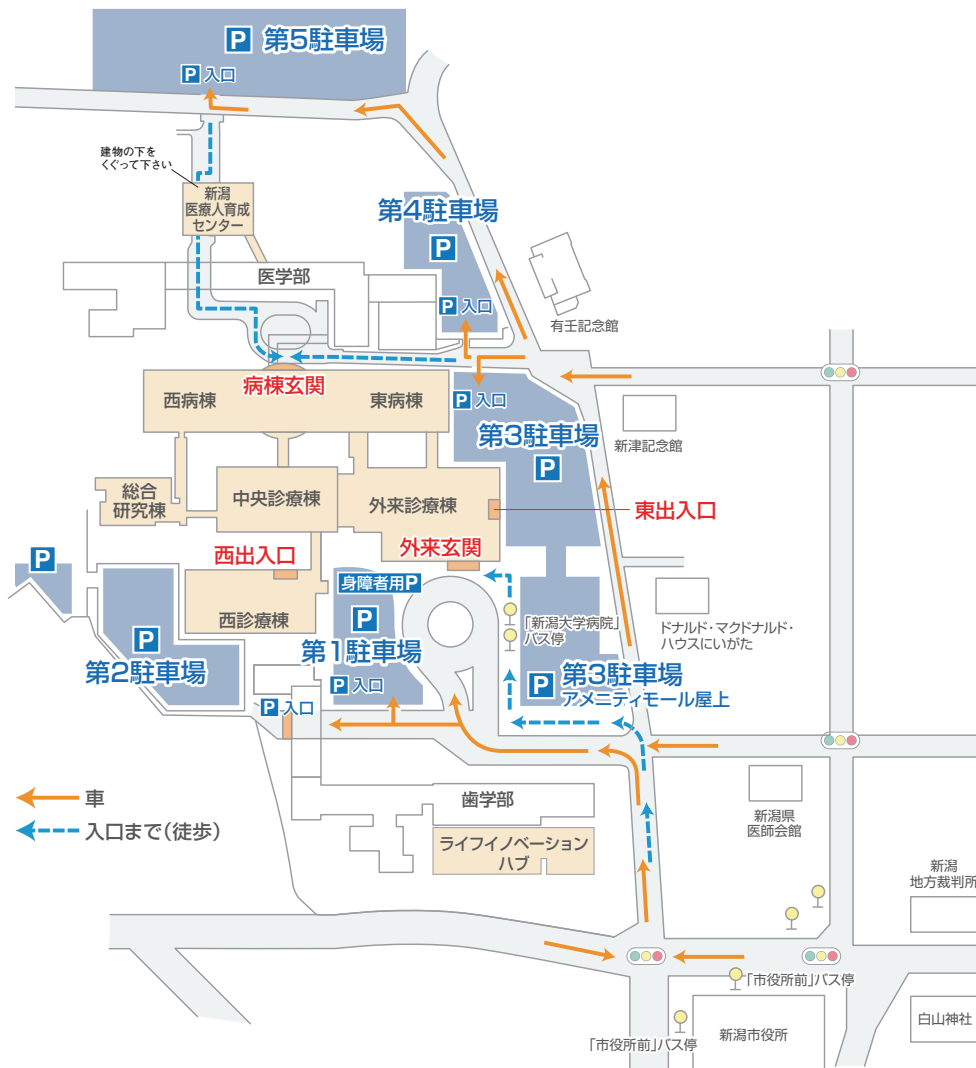 P 第5駐車場
P 入口
建物の下を
くぐって下さい
新潟
医療人育成
センター
第4駐車場
P
医学部
P 入口
有壬記念館
病棟玄関
西病棟
東病棟
P 入口
第3駐車場
P
新津記念館
総合
研究棟
中央診療棟
外来診療棟
東出入口
西出入口
外来玄関
P
身障者用P
西診療棟
P
P
「新潟大学病院」
バス停
ドナルド・マクドナルド・
ハウスにいがた
第2駐車場
第1駐車場
P 入口
P 第3駐車場
アメニティモール屋上
P 入口
車
入口まで(徒歩)
歯学部
ライフイノベーション
ハブ
新潟県
医師会館
新潟
地方裁判所
「市役所前」バス停
「市役所前」バス停
新潟市役所
白山神社